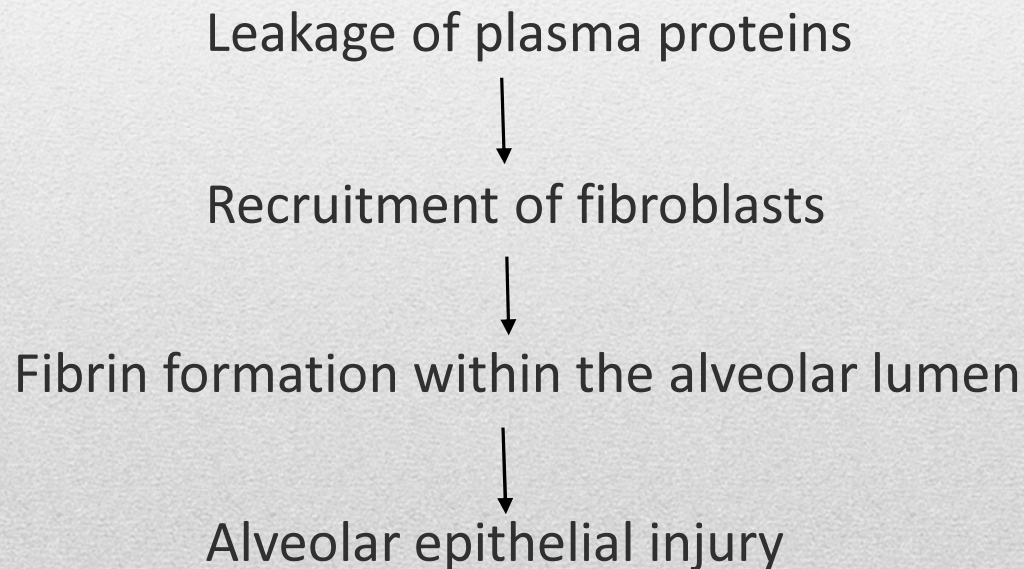 Leakage of plasma proteins
Recruitment of fibroblasts
Fibrin formation within the alveolar lumen
Alveolar epithelial injury